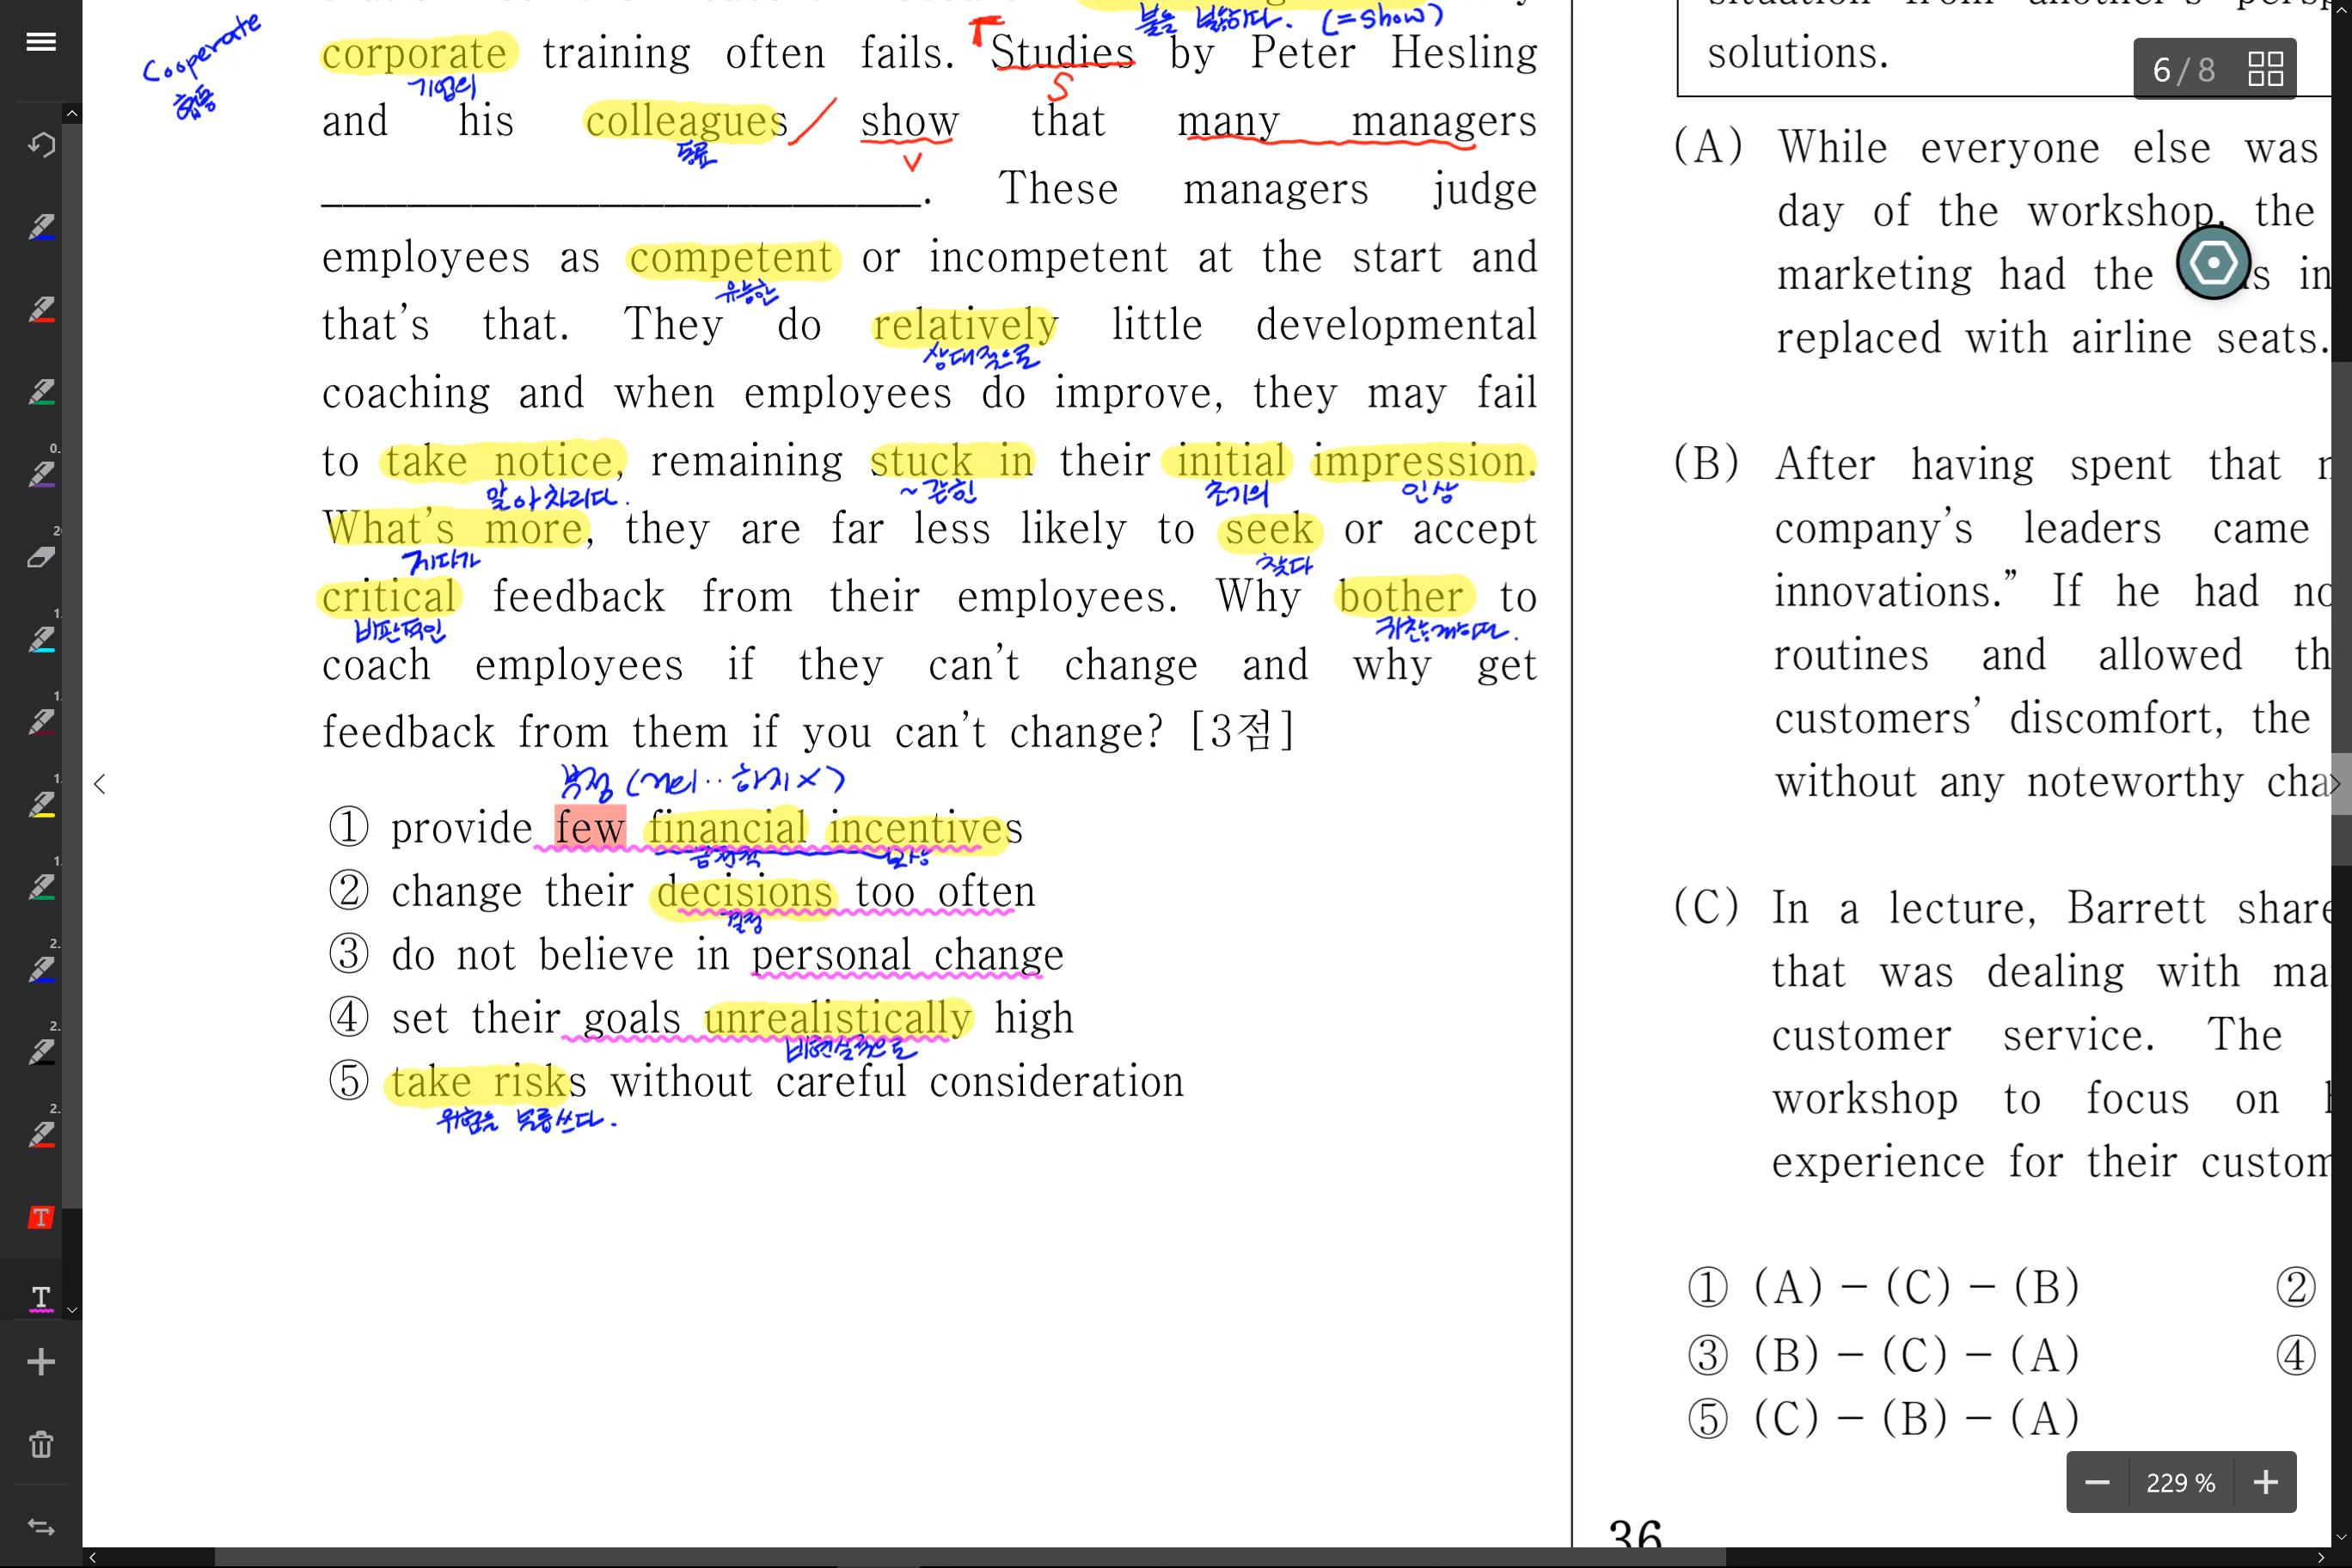 불을 밝히다. (=show)
corporate training often fails. Studies by Peter Hesling
Cooperate
협동
기업의
S
and his colleagues show that many managers
동료
V
. These managers judge
employees as competent or incompetent at the start and
유능한
that's that. They do relatively little developmental
상대적으로
coaching and when employees do improve, they may fail
to take notice, remaining stuck in their initial impression.
알아차리다.
~ 갇힌
초기의
인상
What's more, they are far less likely to seek or accept
게다가
찾다
critical feedback from their employees. Why bother to
비판적인
coach employees if they can't change and why get
feedback from them if you can't change? [3점]
부정
① provide few financial incentives
금전적
보상
② change their decisions too often
결정
③ do not believe in personal change
④ set their goals unrealistically high
비현실적으로
⑤ take risks without careful consideration
위험을 무릅쓰다.
solutions.
6 / 8
(A) While everyone else was
day of the workshop, the
marketing had the
replaced with airline seats.
(B) After having spent that
company's leaders came
innovations." If he had
routines and allowed
customers' discomfort, the
without any noteworthy
(C) In a lecture, Barrett
that was dealing with
customer service. The
workshop to focus on
experience for their
① (A) - (C) - (B) ②
③ (B) - (C) - (A) ④
⑤ (C) - (B) - (A)
229 %
36